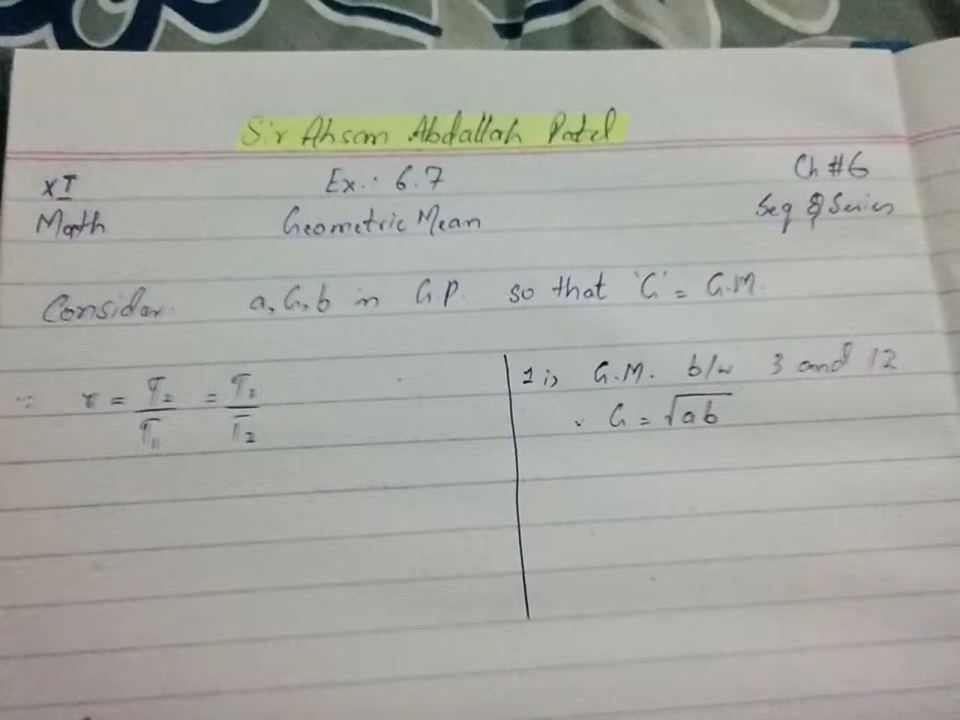 Sir Ahsan Abdallah Patel
XI Ex.: 6.7 Ch #6
Math Geometric Mean Seq & Series
Consider a, G, b in G.P. so that 'G' = G.M.
∵ r = T₂/T₁ = T₃/T₂
1 is G.M. b/w 3 and 12
∵ G = √ab